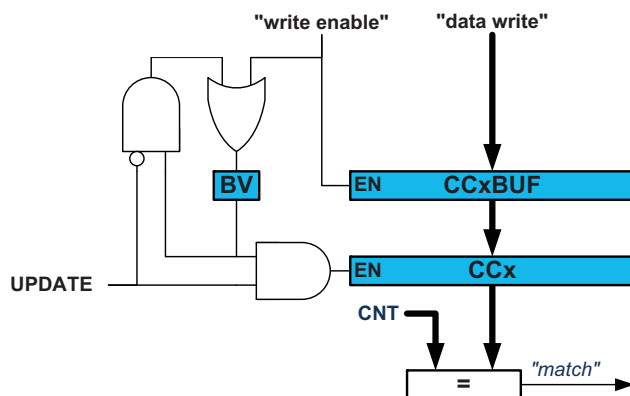 "write enable"
"data write"
BV
EN
CCxBUF
EN
CCx
UPDATE
CNT
"match"
=